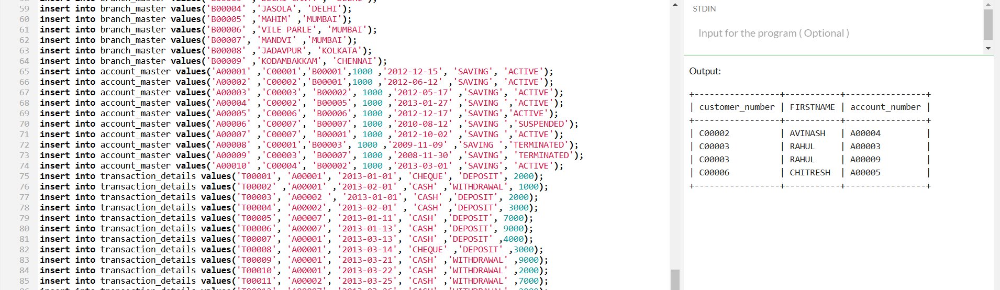 59 insert into branch_master values('B00004' ,'JASOLA', 'DELHI');
60 insert into branch_master values('B00005' ,'MAHIM' ,'MUMBAI');
61 insert into branch_master values('B00006' ,'VILE PARLE', 'MUMBAI');
62 insert into branch_master values('B00007', 'MANDVI' ,'MUMBAI');
63 insert into branch_master values('B00008' ,'JADAVPUR', 'KOLKATA');
64 insert into branch_master values('B00009' ,'KODAMBAKKAM', 'CHENNAI');
65 insert into account_master values('A00001' ,'C00001','B00001',1000 ,'2012-12-15', 'SAVING', 'ACTIVE');
66 insert into account_master values('A00002' ,'C00002','B00001',1000 ,'2012-06-12' ,'SAVING', 'ACTIVE');
67 insert into account_master values('A00003' ,'C00003', 'B00002', 1000 ,'2012-05-17' ,'SAVING', 'ACTIVE');
68 insert into account_master values('A00004' ,'C00002', 'B00005', 1000 ,'2013-01-27' ,'SAVING', 'ACTIVE');
69 insert into account_master values('A00005' ,'C00006', 'B00006', 1000 ,'2012-12-17' ,'SAVING','ACTIVE');
70 insert into account_master values('A00006' ,'C00007', 'B00007', 1000 ,'2010-08-12' ,'SAVING ','SUSPENDED');
71 insert into account_master values('A00007' ,'C00007', 'B00001', 1000 ,'2012-10-02' ,'SAVING', 'ACTIVE');
72 insert into account_master values('A00008' ,'C00001','B00003', 1000 ,'2009-11-09' ,'SAVING ','TERMINATED');
73 insert into account_master values('A00009' ,'C00003', 'B00007', 1000 ,'2008-11-30' ,'SAVING', 'TERMINATED');
74 insert into account_master values('A00010' ,'C00004', 'B00002', 1000 ,'2013-03-01' ,'SAVING', 'ACTIVE');
75 insert into transaction_details values('T00001', 'A00001', '2013-01-01', 'CHEQUE', 'DEPOSIT', 2000);
76 insert into transaction_details values('T00002' ,'A00001' ,'2013-02-01' ,'CASH' ,'WITHDRAWAL', 1000);
77 insert into transaction_details values('T00003', 'A00002 ', '2013-01-01', 'CASH' ,'DEPOSIT', 2000);
78 insert into transaction_details values('T00004', 'A00002', '2013-02-01' , 'CASH' ,'DEPOSIT', 3000);
79 insert into transaction_details values('T00005', 'A00007', '2013-01-11', 'CASH' ,'DEPOSIT', 7000);
80 insert into transaction_details values('T00006', 'A00007', '2013-01-13', 'CASH' ,'DEPOSIT', 9000);
81 insert into transaction_details values('T00007', 'A00001', '2013-03-13', 'CASH' ,'DEPOSIT' ,4000);
82 insert into transaction_details values('T00008', 'A00001', '2013-03-14', 'CHEQUE' ,'DEPOSIT' ,3000);
83 insert into transaction_details values('T00009', 'A00001', '2013-03-21', 'CASH' ,'WITHDRAWAL' ,9000);
84 insert into transaction_details values('T00010', 'A00001', '2013-03-22', 'CASH' ,'WITHDRAWAL' ,2000);
85 insert into transaction_details values('T00011', 'A00002', '2013-03-25', 'CASH' ,'WITHDRAWAL' ,7000);
STDIN
Input for the program ( Optional )
Output:
+-----------------+-----------+----------------+
| customer_number | FIRSTNAME | account_number |
+-----------------+-----------+----------------+
| C00002          | AVINASH   | A00004         |
| C00003          | RAHUL     | A00003         |
| C00003          | RAHUL     | A00009         |
| C00006          | CHITRESH  | A00005         |
+-----------------+-----------+----------------+